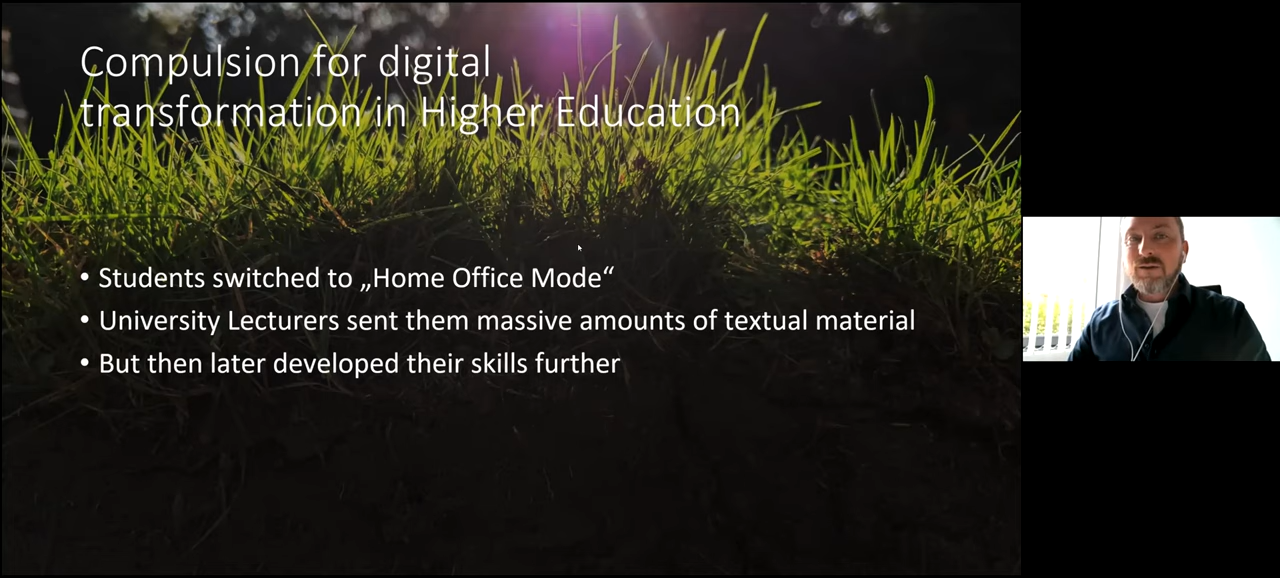 Compulsion for digital
transformation in Higher Education
• Students switched to „Home Office Mode“
• University Lecturers sent them massive amounts of textual material
• But then later developed their skills further